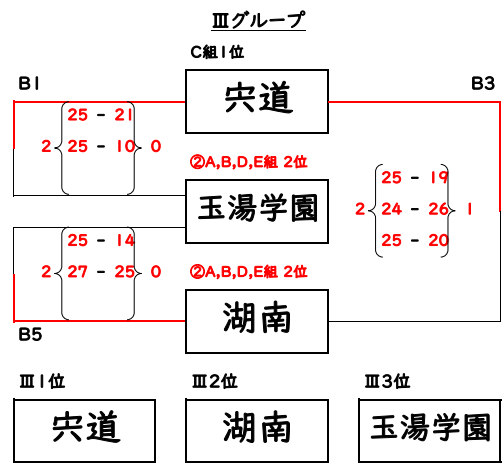 Ⅲグループ
C組1位
B1
B3
宍道
25 - 21
2 25 - 10 0
②A,B,D,E組 2位
玉湯学園
25 - 19
2 24 - 26 1
25 - 20
25 - 14
2 27 - 25 0
②A,B,D,E組 2位
湖南
B5
Ⅲ1位 Ⅲ2位 Ⅲ3位
宍道 湖南 玉湯学園